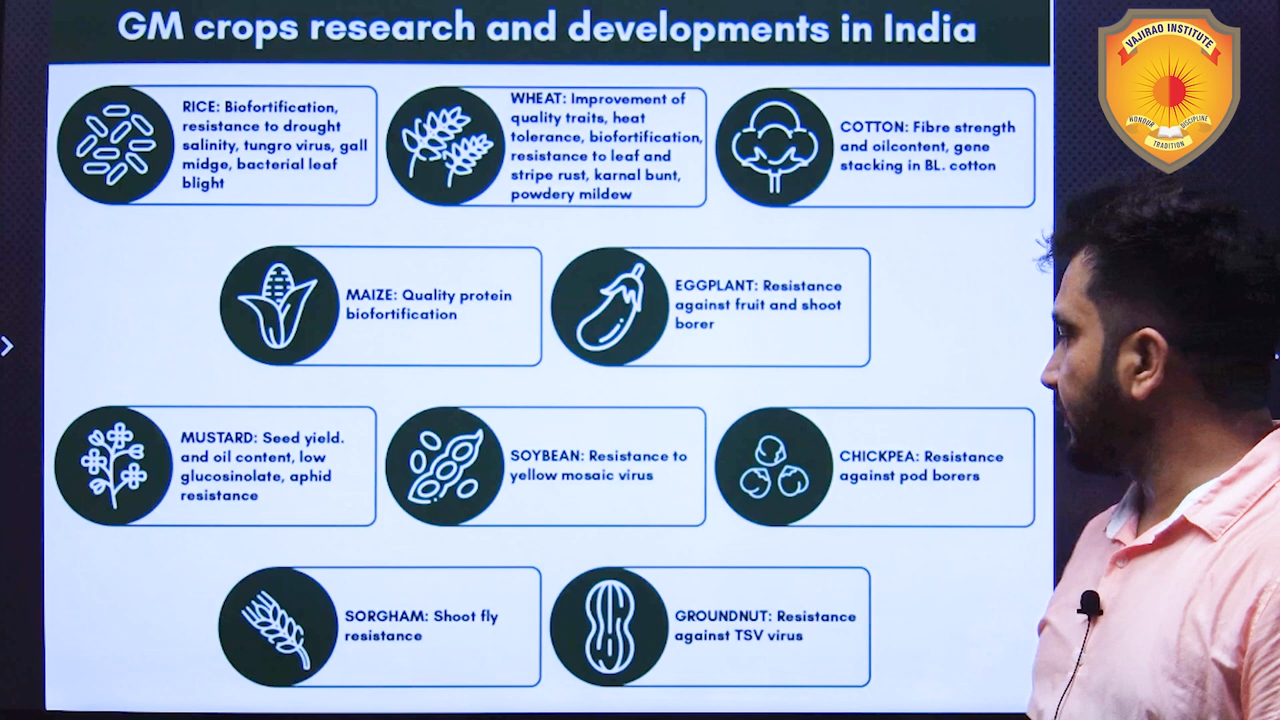 GM crops research and developments in India
VAJIRAO INSTITUTE
HONOUR
DISCIPLINE
TRADITION
RICE: Biofortification,
resistance to drought
salinity, tungro virus, gall
midge, bacterial leaf
blight
WHEAT: Improvement of
quality traits, heat
tolerance, biofortification,
resistance to leaf and
stripe rust, karnal bunt,
powdery mildew
COTTON: Fibre strength
and oilcontent, gene
stacking in BL. cotton
MAIZE: Quality protein
biofortification
EGGPLANT: Resistance
against fruit and shoot
borer
MUSTARD: Seed yield.
and oil content, low
glucosinolate, aphid
resistance
SOYBEAN: Resistance to
yellow mosaic virus
CHICKPEA: Resistance
against pod borers
SORGHAM: Shoot fly
resistance
GROUNDNUT: Resistance
against TSV virus